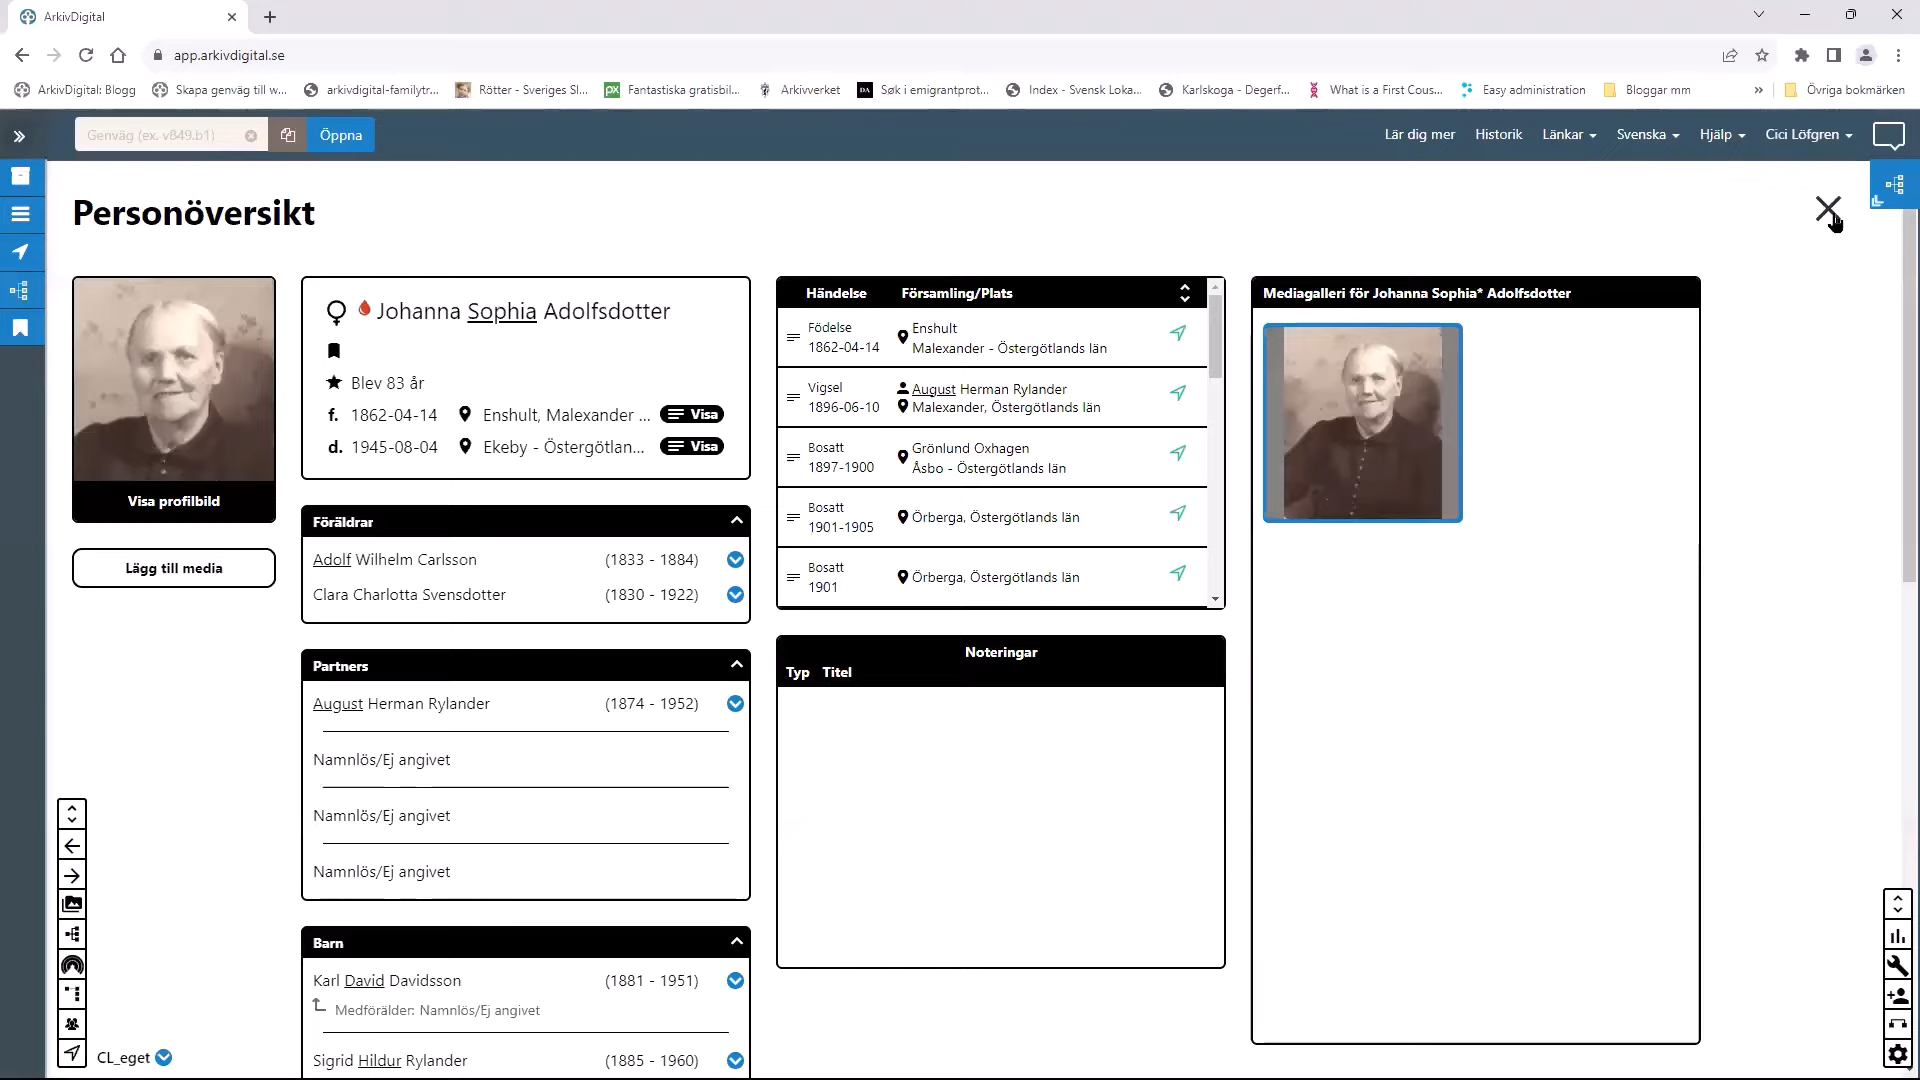 ArkivDigital
app.arkivdigital.se
ArkivDigital: Blogg
Skapa genväg till w...
arkivdigital-familytr...
Rötter - Sveriges Sl...
Fantastiska gratisbil...
Arkivverket
Søk i emigrantprot...
Index - Svensk Loka...
Karlskoga - Degerf...
What is a First Cous...
Easy administration
Bloggar mm
Övriga bokmärken
Genväg (ex. v849.b1)
Öppna
Lär dig mer
Historik
Länkar
Svenska
Hjälp
Cici Löfgren
Personöversikt
Visa profilbild
Lägg till media
Johanna Sophia Adolfsdotter
Blev 83 år
f. 1862-04-14 Enshult, Malexander ... Visa
d. 1945-08-04 Ekeby - Östergötlan... Visa
Föräldrar
Adolf Wilhelm Carlsson (1833 - 1884)
Clara Charlotta Svensdotter (1830 - 1922)
Partners
August Herman Rylander (1874 - 1952)
Namnlös/Ej angivet
Namnlös/Ej angivet
Namnlös/Ej angivet
Barn
Karl David Davidsson (1881 - 1951)
Medförälder: Namnlös/Ej angivet
Sigrid Hildur Rylander (1885 - 1960)
Händelse Församling/Plats
Födelse
1862-04-14
Enshult
Malexander - Östergötlands län
Vigsel
1896-06-10
August Herman Rylander
Malexander, Östergötlands län
Bosatt
1897-1900
Grönlund Oxhagen
Åsbo - Östergötlands län
Bosatt
1901-1905
Örberga, Östergötlands län
Bosatt
1901
Örberga, Östergötlands län
Noteringar
Typ Titel
Mediagalleri för Johanna Sophia* Adolfsdotter
CL_eget